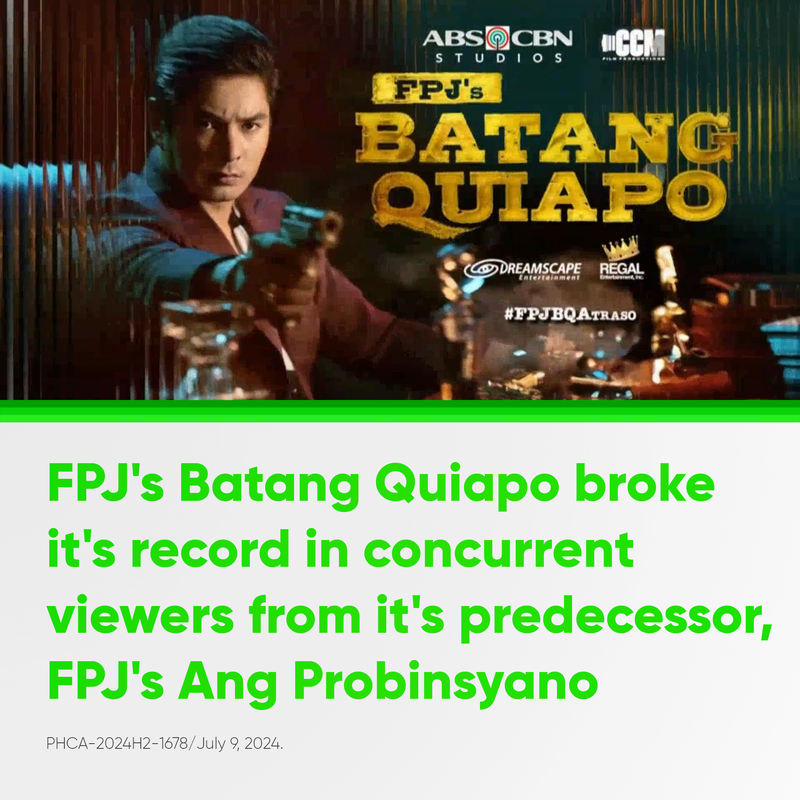 ABS CBN
STUDIOS
CCM
FILM PRODUCTIONS
FPJ's
BATANG
QUIAPO
DREAMSCAPE
Entertainment
REGAL
Entertainment, Inc.
#FPJBQATRASO
FPJ's Batang Quiapo broke
it's record in concurrent
viewers from it's predecessor,
FPJ's Ang Probinsyano
PHCA-2024H2-1678/July 9, 2024.